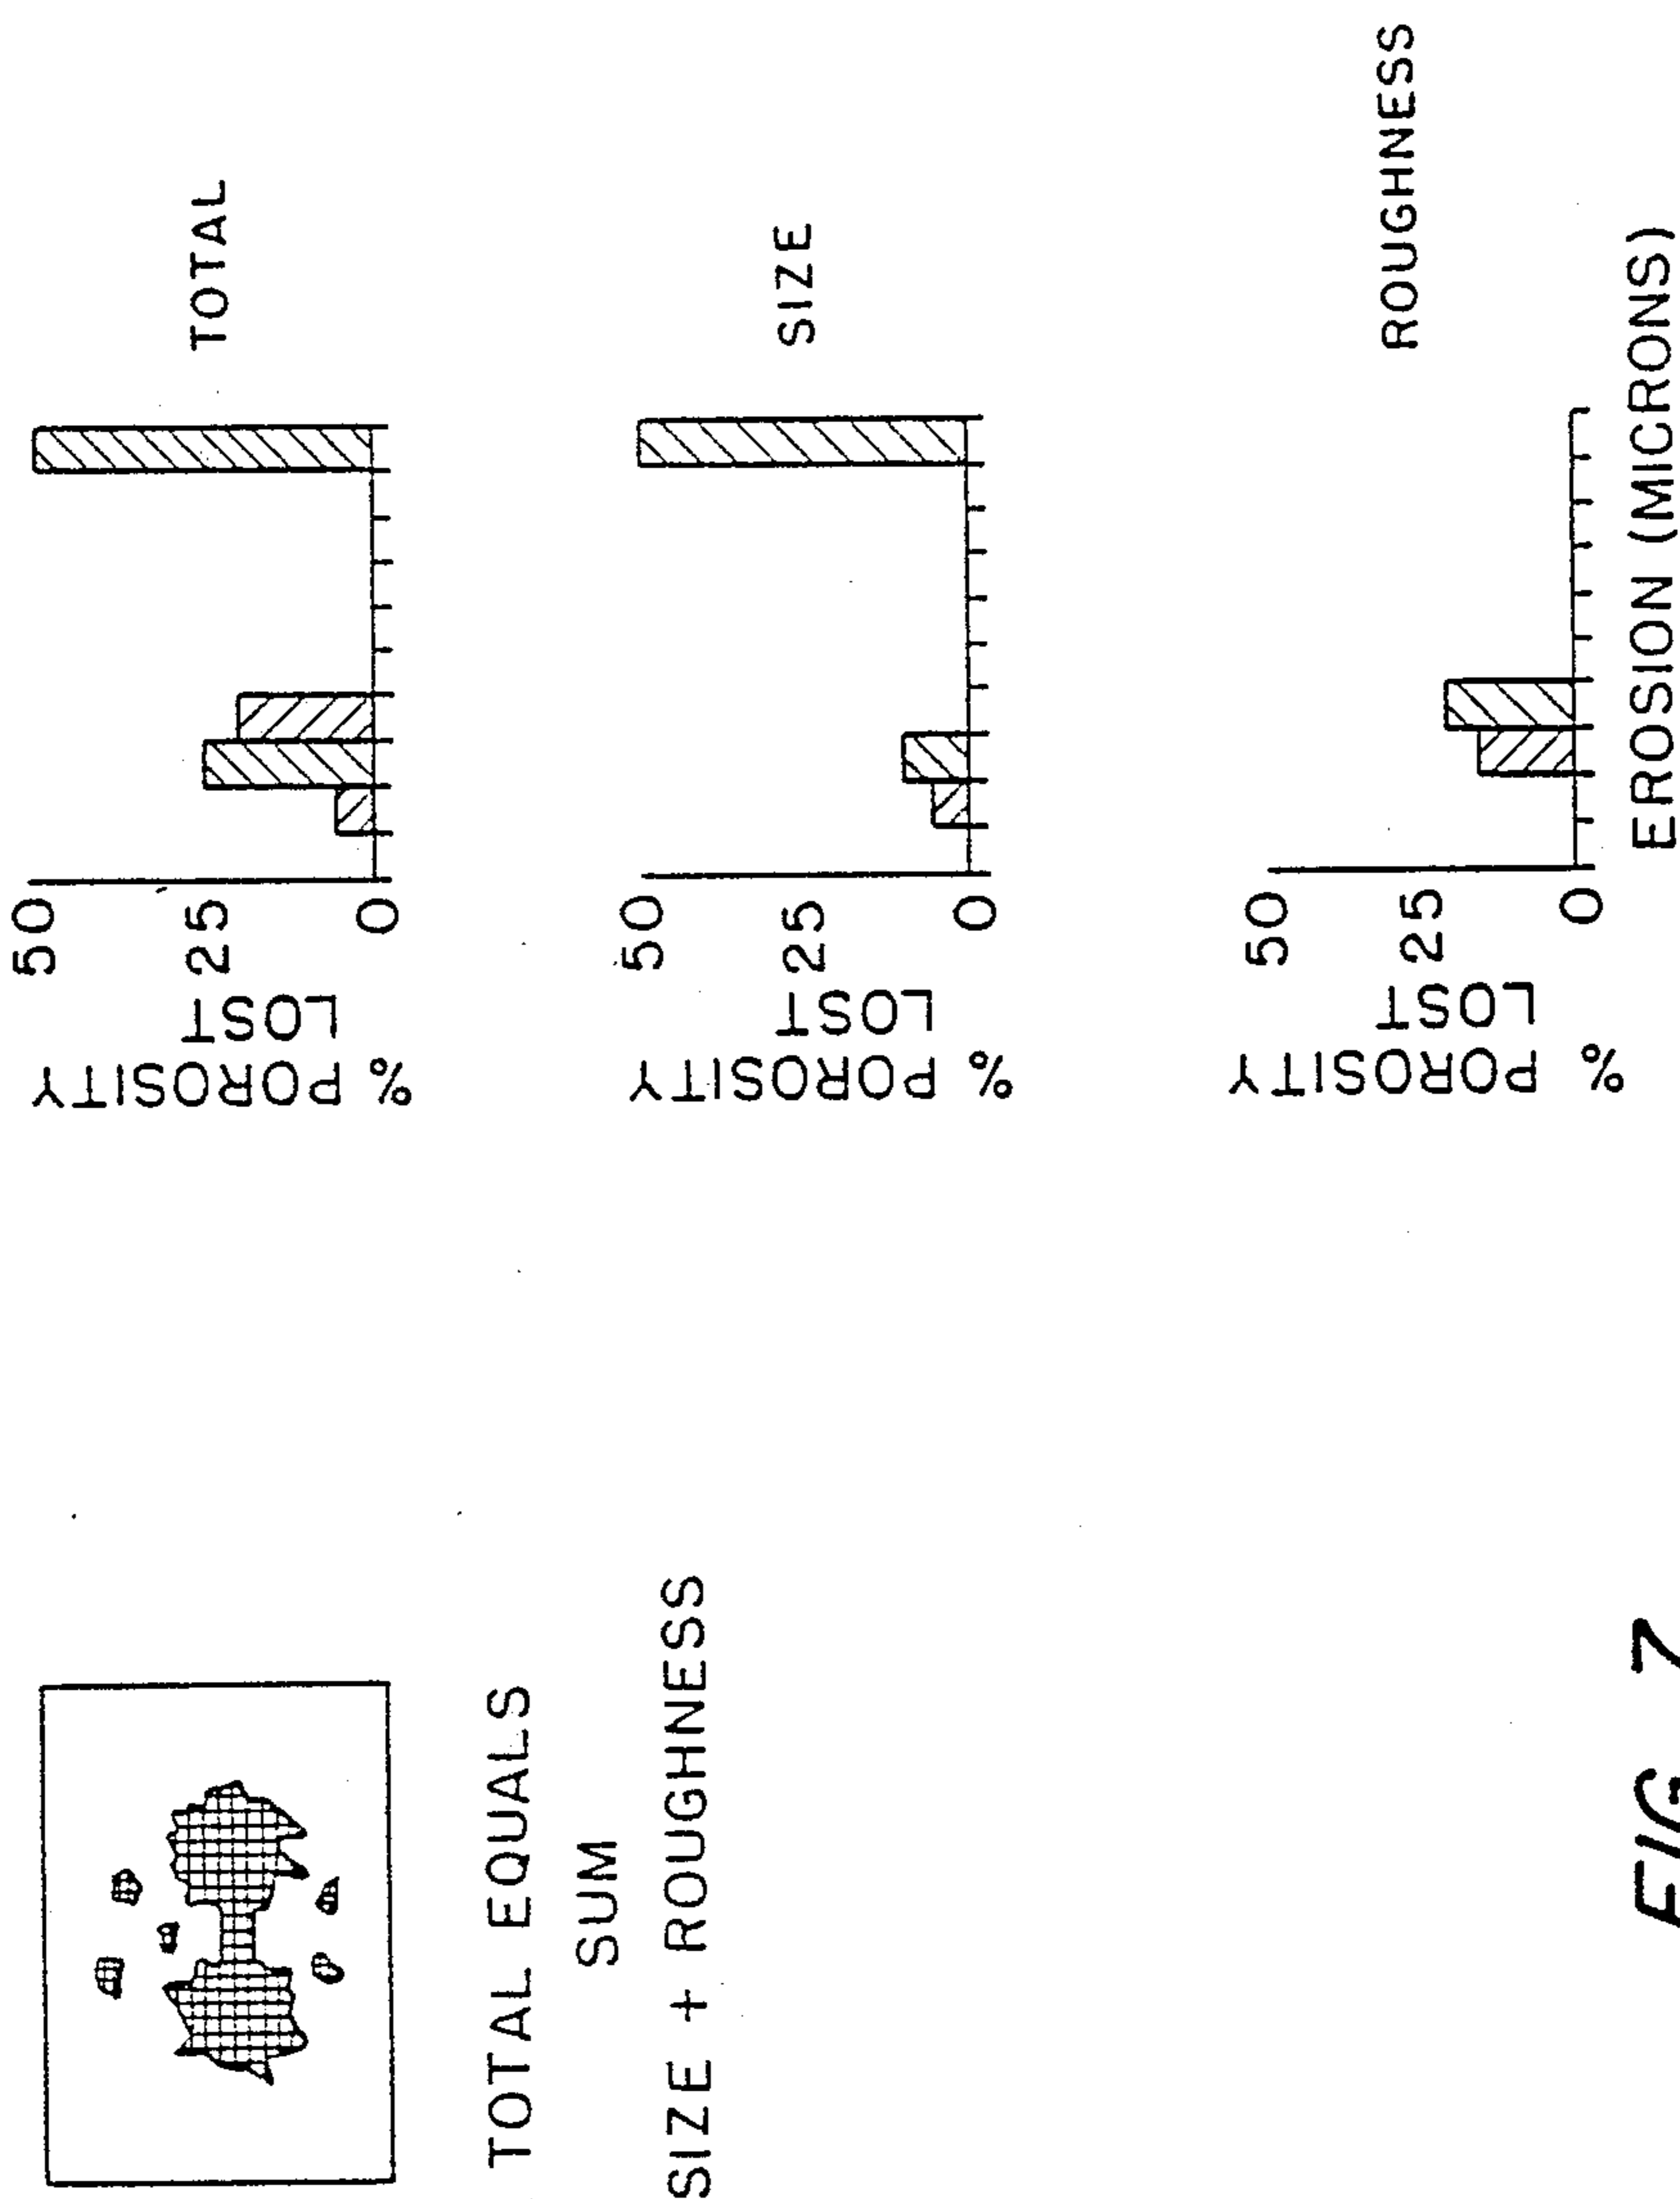 TOTAL EQUALS
SUM
SIZE + ROUGHNESS
% POROSITY
LOST
50
25
0
TOTAL
% POROSITY
LOST
50
25
0
SIZE
% POROSITY
LOST
50
25
0
ROUGHNESS
EROSION (MICRONS)
FIG. 7